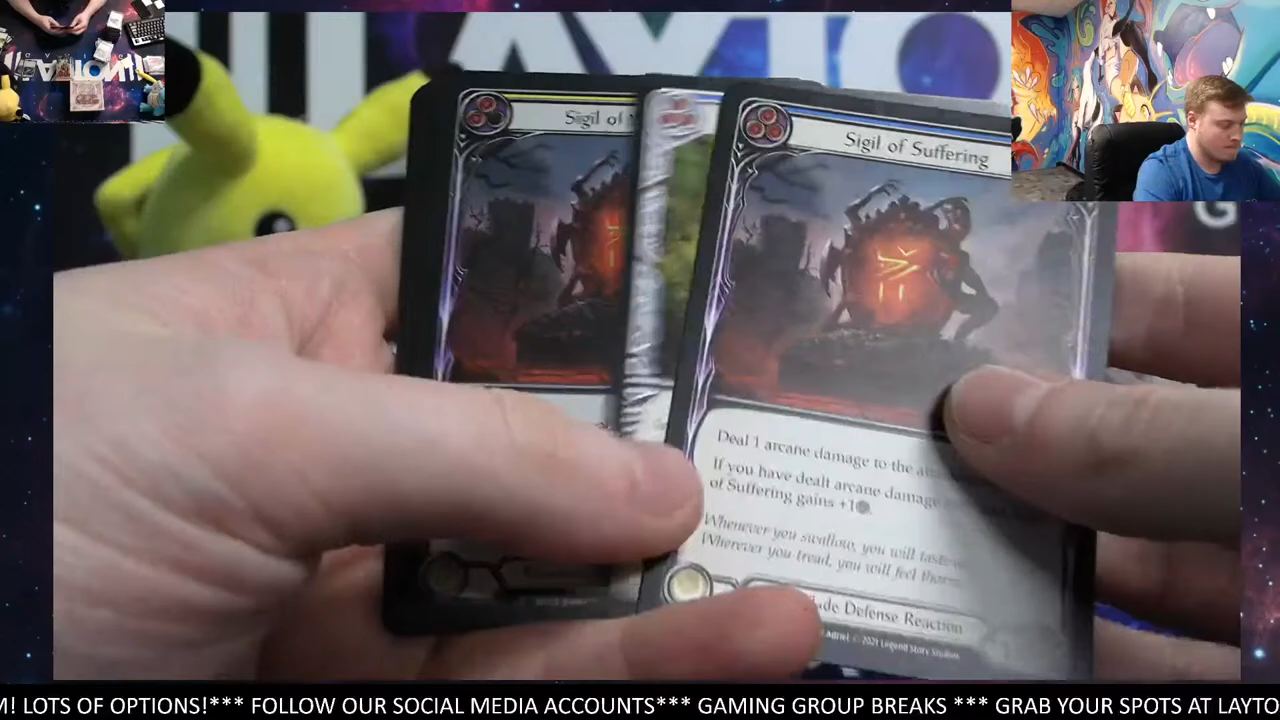 Sigil of
Sigil of Suffering
Deal 1 arcane damage to the
If you have dealt arcane damage
of Suffering gains +1
Whenever you swallow, you will taste
Wherever you tread, you will feel
Defense Reaction
© 2021 Legend Story Studios
M! LOTS OF OPTIONS!*** FOLLOW OUR SOCIAL MEDIA ACCOUNTS*** GAMING GROUP BREAKS *** GRAB YOUR SPOTS AT LAYTO